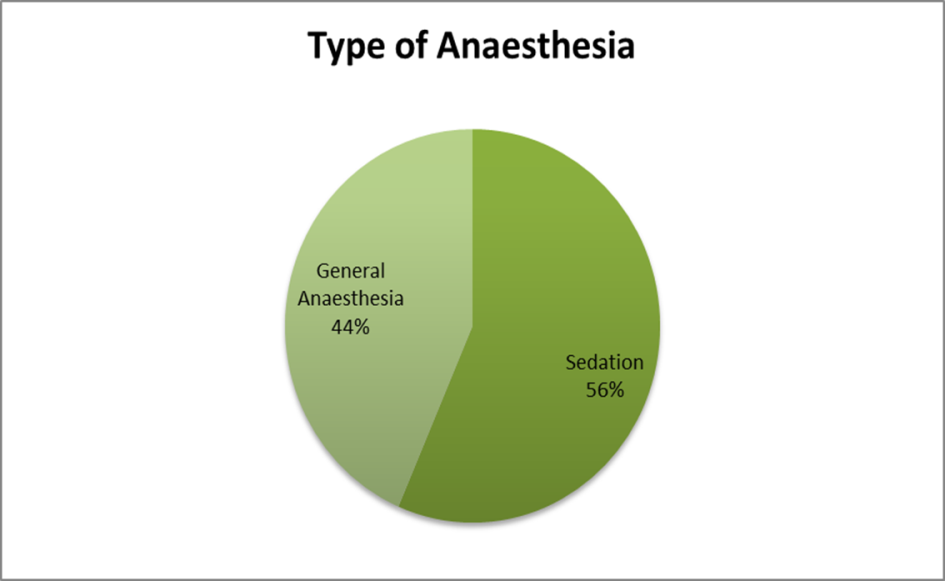 Type of Anaesthesia
General
Anaesthesia
44%
Sedation
56%